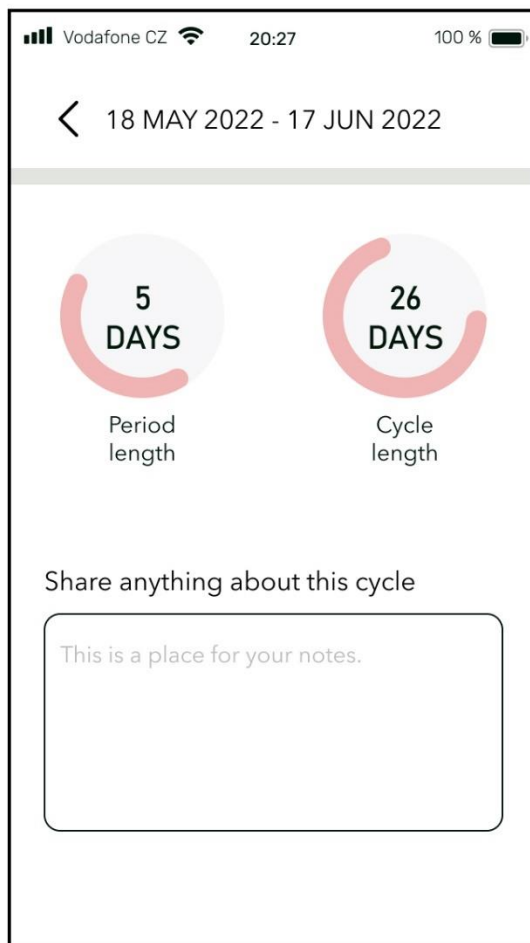 Vodafone CZ 20:27 100 %
18 MAY 2022 - 17 JUN 2022
5
DAYS
Period
length
26
DAYS
Cycle
length
Share anything about this cycle
This is a place for your notes.